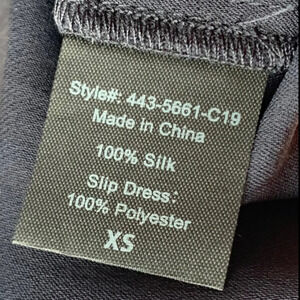 Style#: 443-5661-C19
Made in China
100% Silk
Slip Dress:
100% Polyester
XS